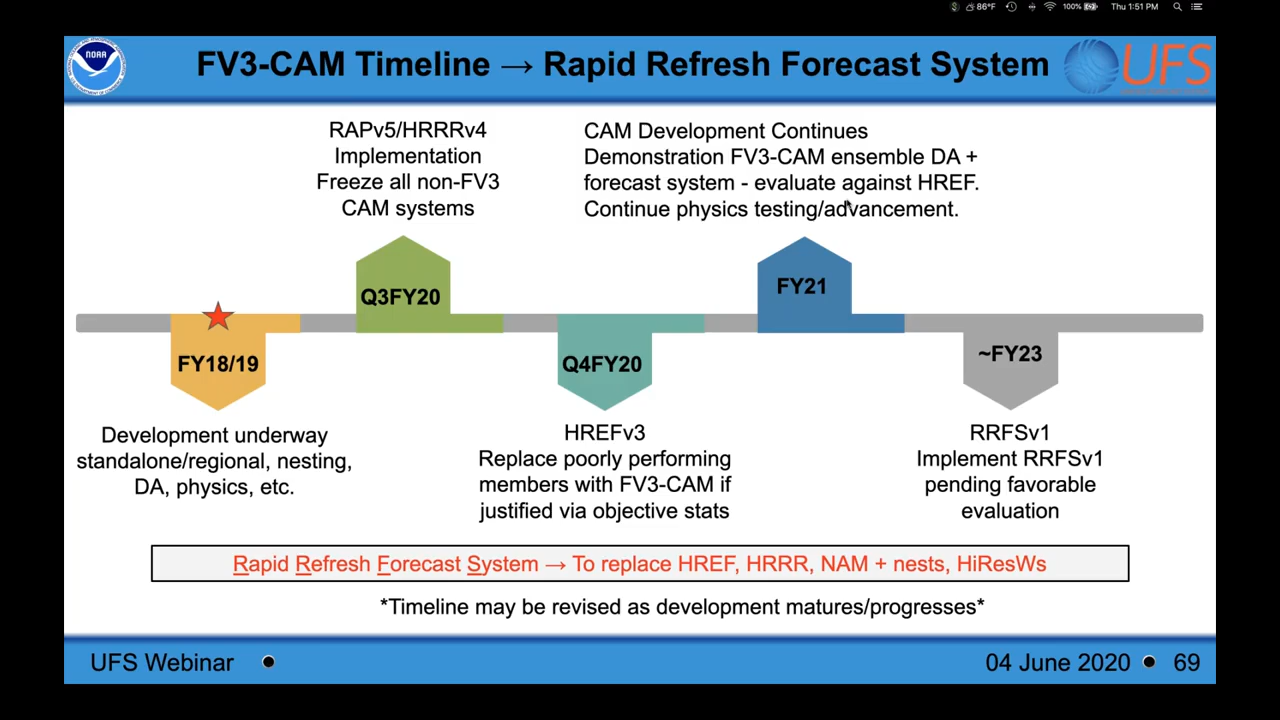 86°F
100%
Thu 1:51 PM
NOAA
FV3-CAM Timeline → Rapid Refresh Forecast System
UFS
RAPv5/HRRRv4
Implementation
Freeze all non-FV3
CAM systems
CAM Development Continues
Demonstration FV3-CAM ensemble DA +
forecast system - evaluate against HREF.
Continue physics testing/advancement.
Q3FY20
FY21
FY18/19
Q4FY20
~FY23
Development underway
standalone/regional, nesting,
DA, physics, etc.
HREFv3
Replace poorly performing
members with FV3-CAM if
justified via objective stats
RRFSv1
Implement RRFSv1
pending favorable
evaluation
Rapid Refresh Forecast System → To replace HREF, HRRR, NAM + nests, HiResWs
*Timeline may be revised as development matures/progresses*
UFS Webinar •
04 June 2020 • 69